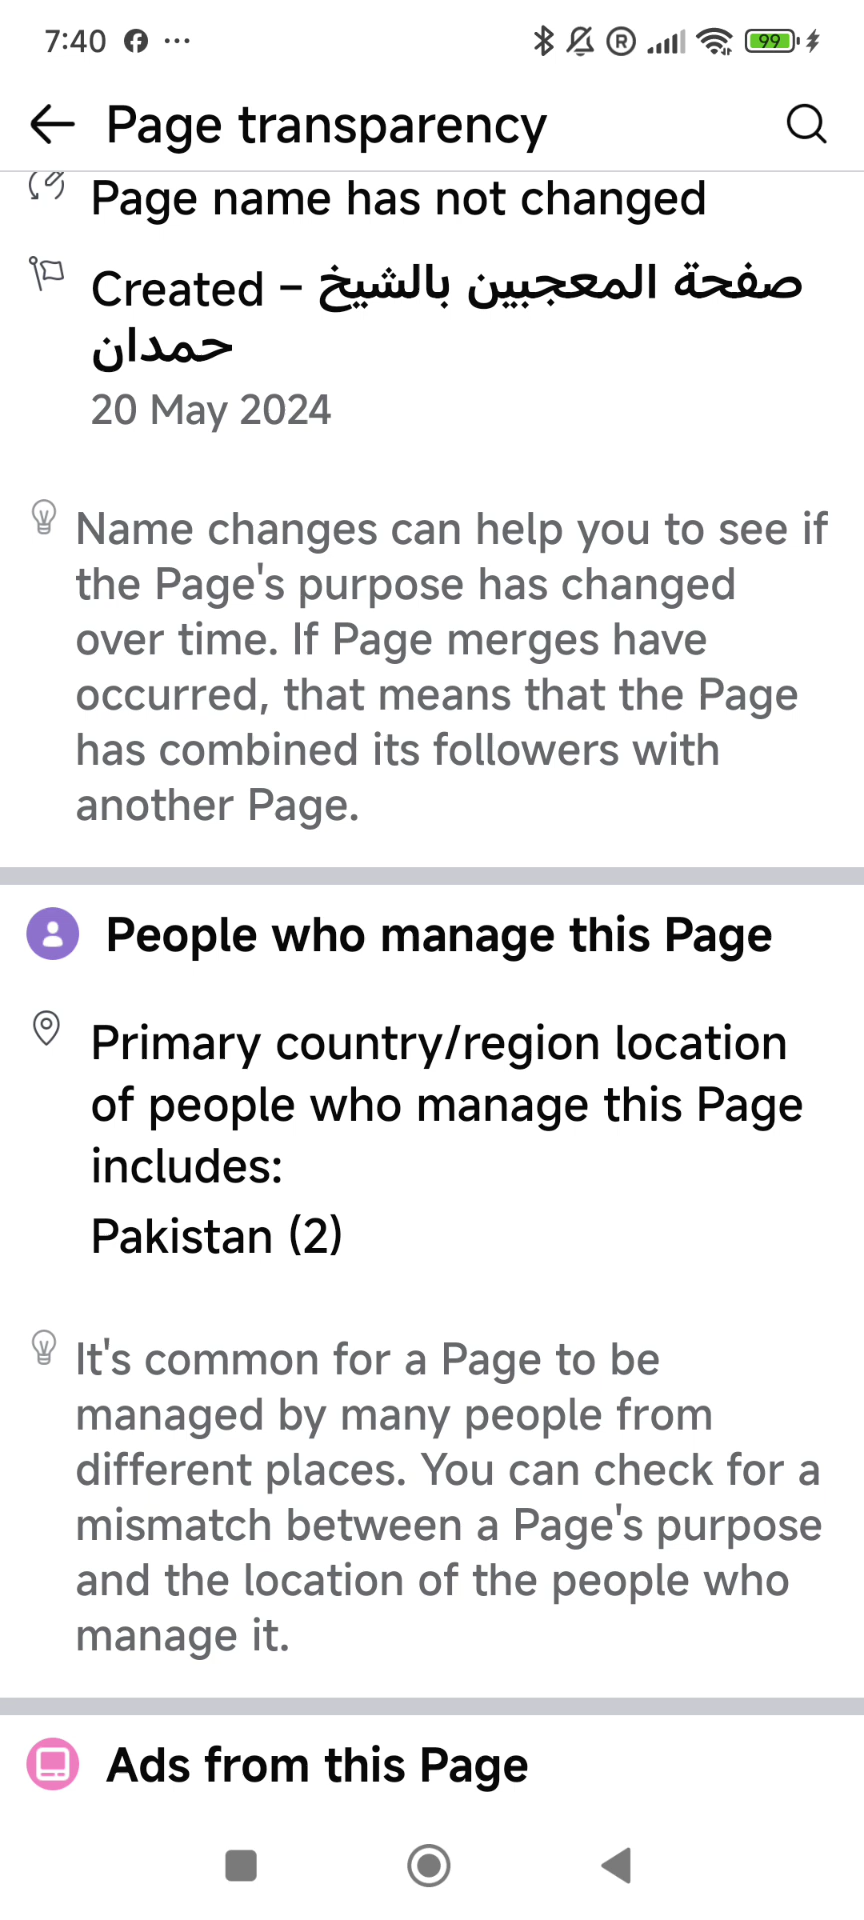 7:40
99
Page transparency
Page name has not changed
Created – صفحة المعجبين بالشيخ
حمدان
20 May 2024
Name changes can help you to see if
the Page's purpose has changed
over time. If Page merges have
occurred, that means that the Page
has combined its followers with
another Page.
People who manage this Page
Primary country/region location
of people who manage this Page
includes:
Pakistan (2)
It's common for a Page to be
managed by many people from
different places. You can check for a
mismatch between a Page's purpose
and the location of the people who
manage it.
Ads from this Page